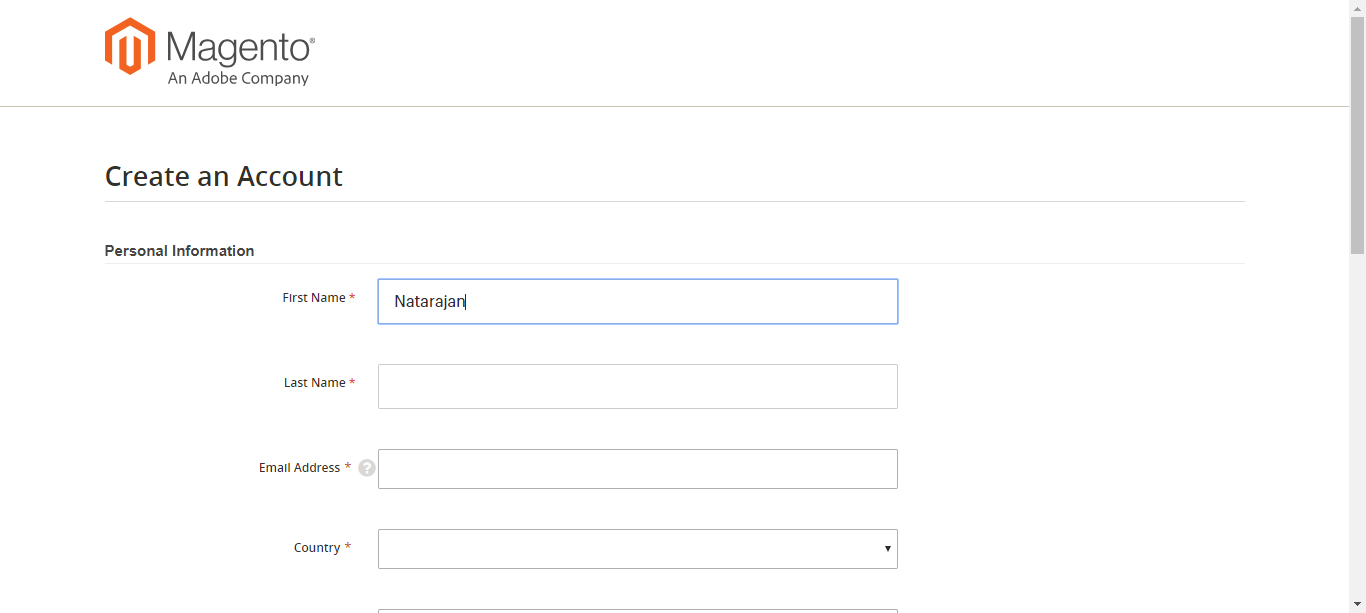 Magento®
An Adobe Company
Create an Account
Personal Information
First Name * Natarajan
Last Name *
Email Address * ?
Country *